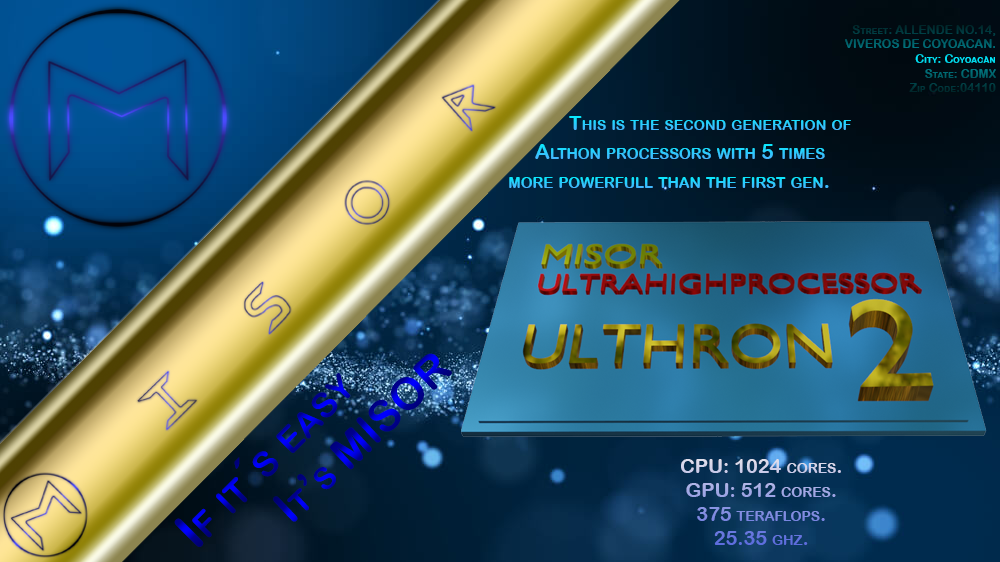 Street: ALLENDE NO.14,
VIVEROS DE COYOACAN.
City: Coyoacán
State: CDMX
Zip Code:04110
This is the second generation of
Althon processors with 5 times
more powerfull than the first gen.
MISOR
MISOR
ULTRAHIGHPROCESSOR
ULTHRON 2
If it´s easy
It's MISOR
CPU: 1024 cores.
GPU: 512 cores.
375 teraflops.
25.35 ghz.